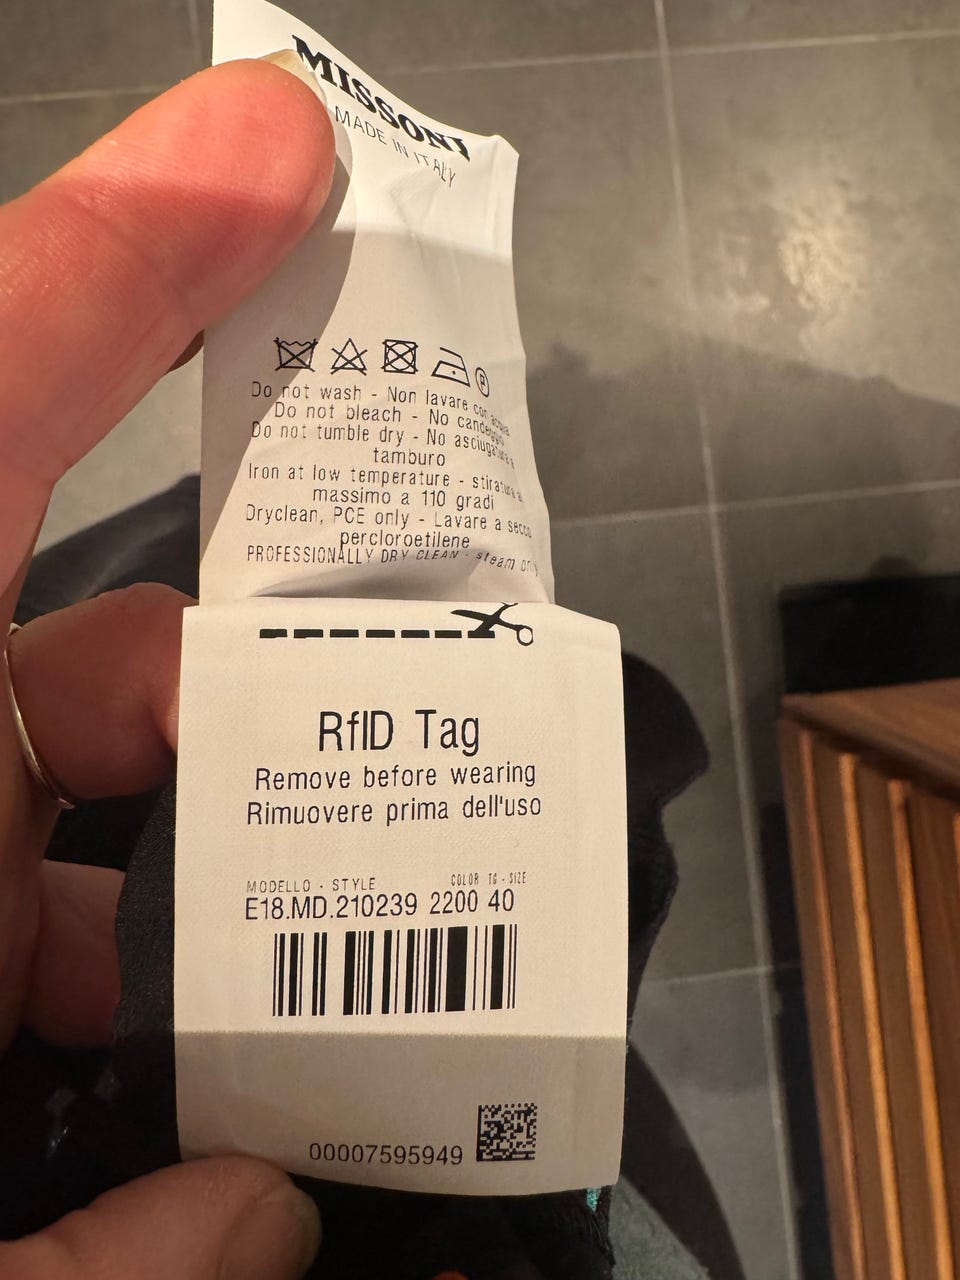 MISSONI
MADE IN ITALY
P
Do not wash - Non lavare con acqua
Do not bleach - No candeggio
Do not tumble dry - No asciugatura a
tamburo
Iron at low temperature - stiratura al
massimo a 110 gradi
Dryclean, PCE only - Lavare a secco
percloroetilene
PROFESSIONALLY DRY CLEAN - steam only
RfID Tag
Remove before wearing
Rimuovere prima dell'uso
MODELLO - STYLE COLOR TG - SIZE
E18.MD.210239 2200 40
00007595949